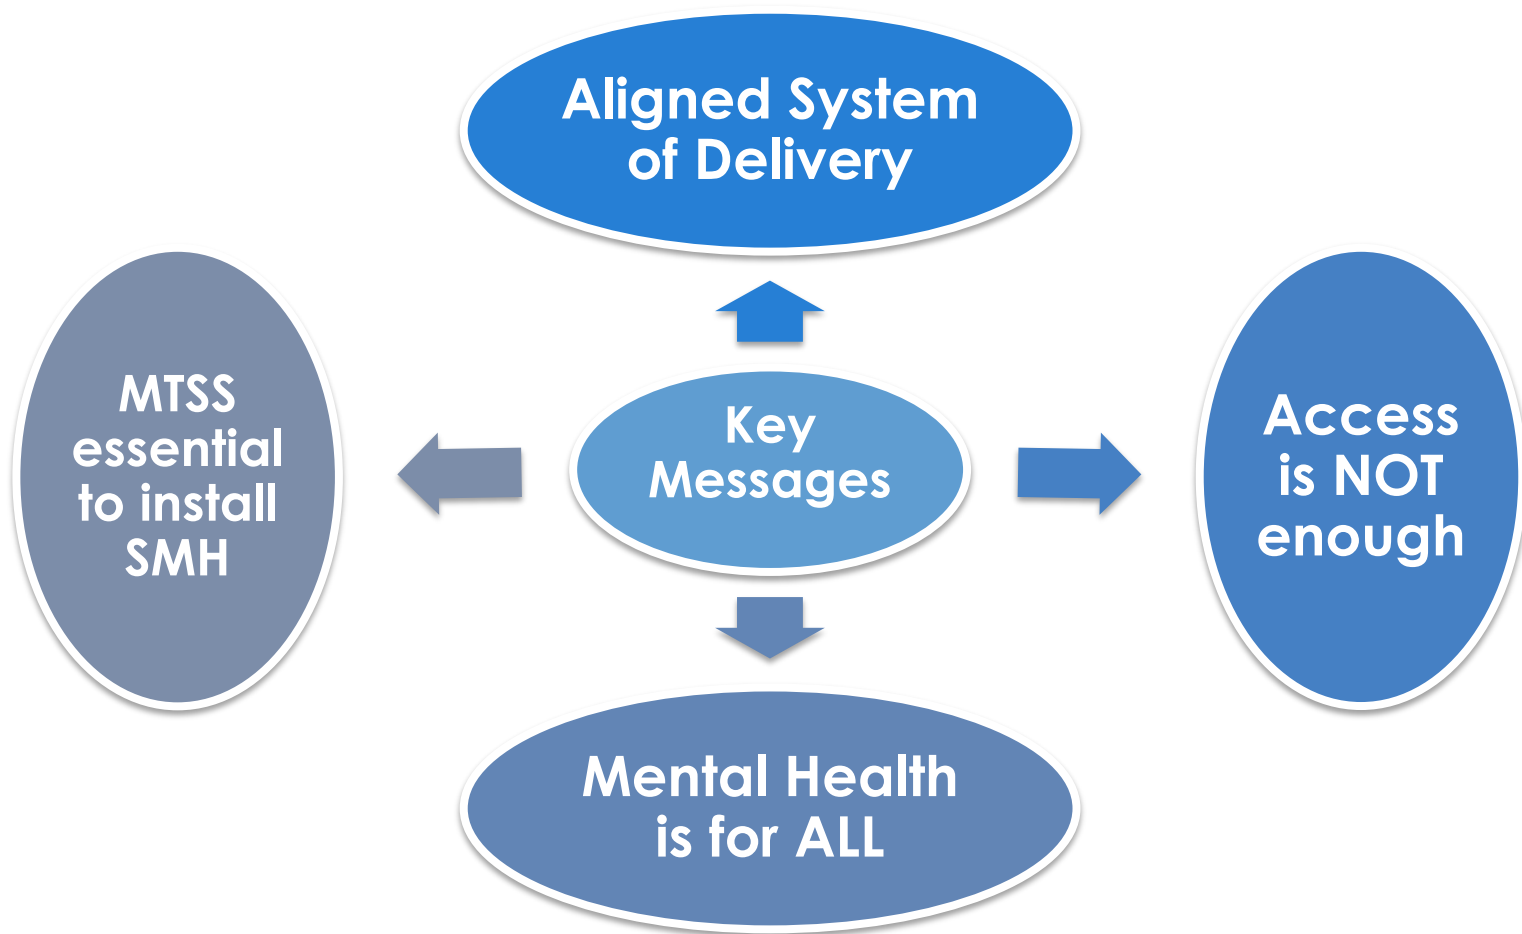 Aligned System
of Delivery
MTSS
essential
to install
SMH
Key
Messages
Access
is NOT
enough
Mental Health
is for ALL